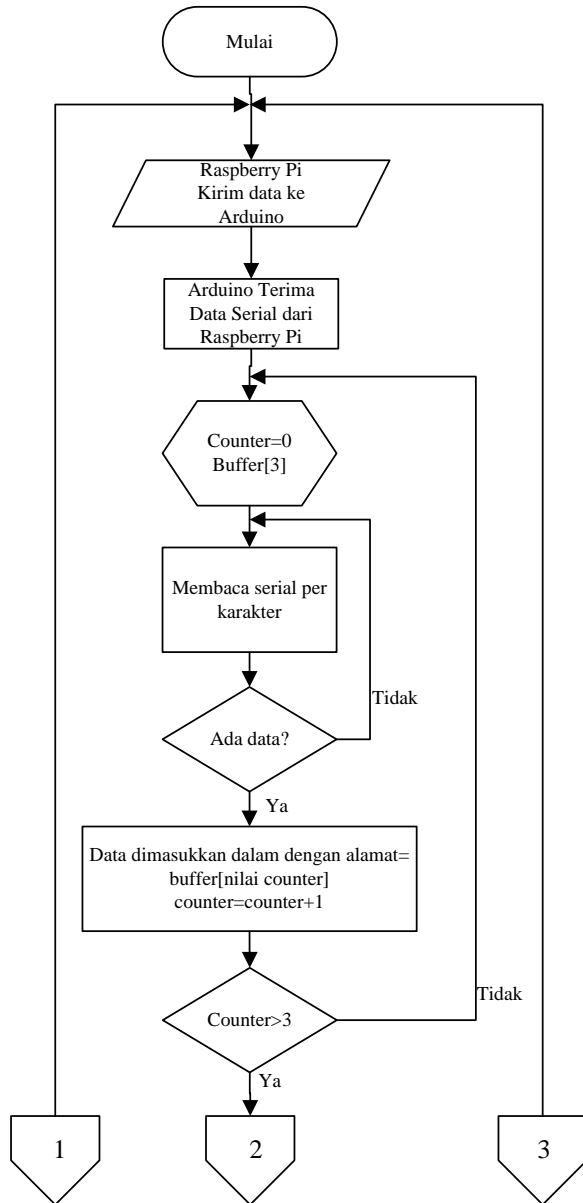 Mulai
Raspberry Pi
Kirim data ke
Arduino
Arduino Terima
Data Serial dari
Raspberry Pi
Counter=0
Buffer[3]
Membaca serial per
karakter
Tidak
Ada data?
Ya
Data dimasukkan dalam dengan alamat=
buffer[nilai counter]
counter=counter+1
Tidak
Counter>3
Ya
1
2
3